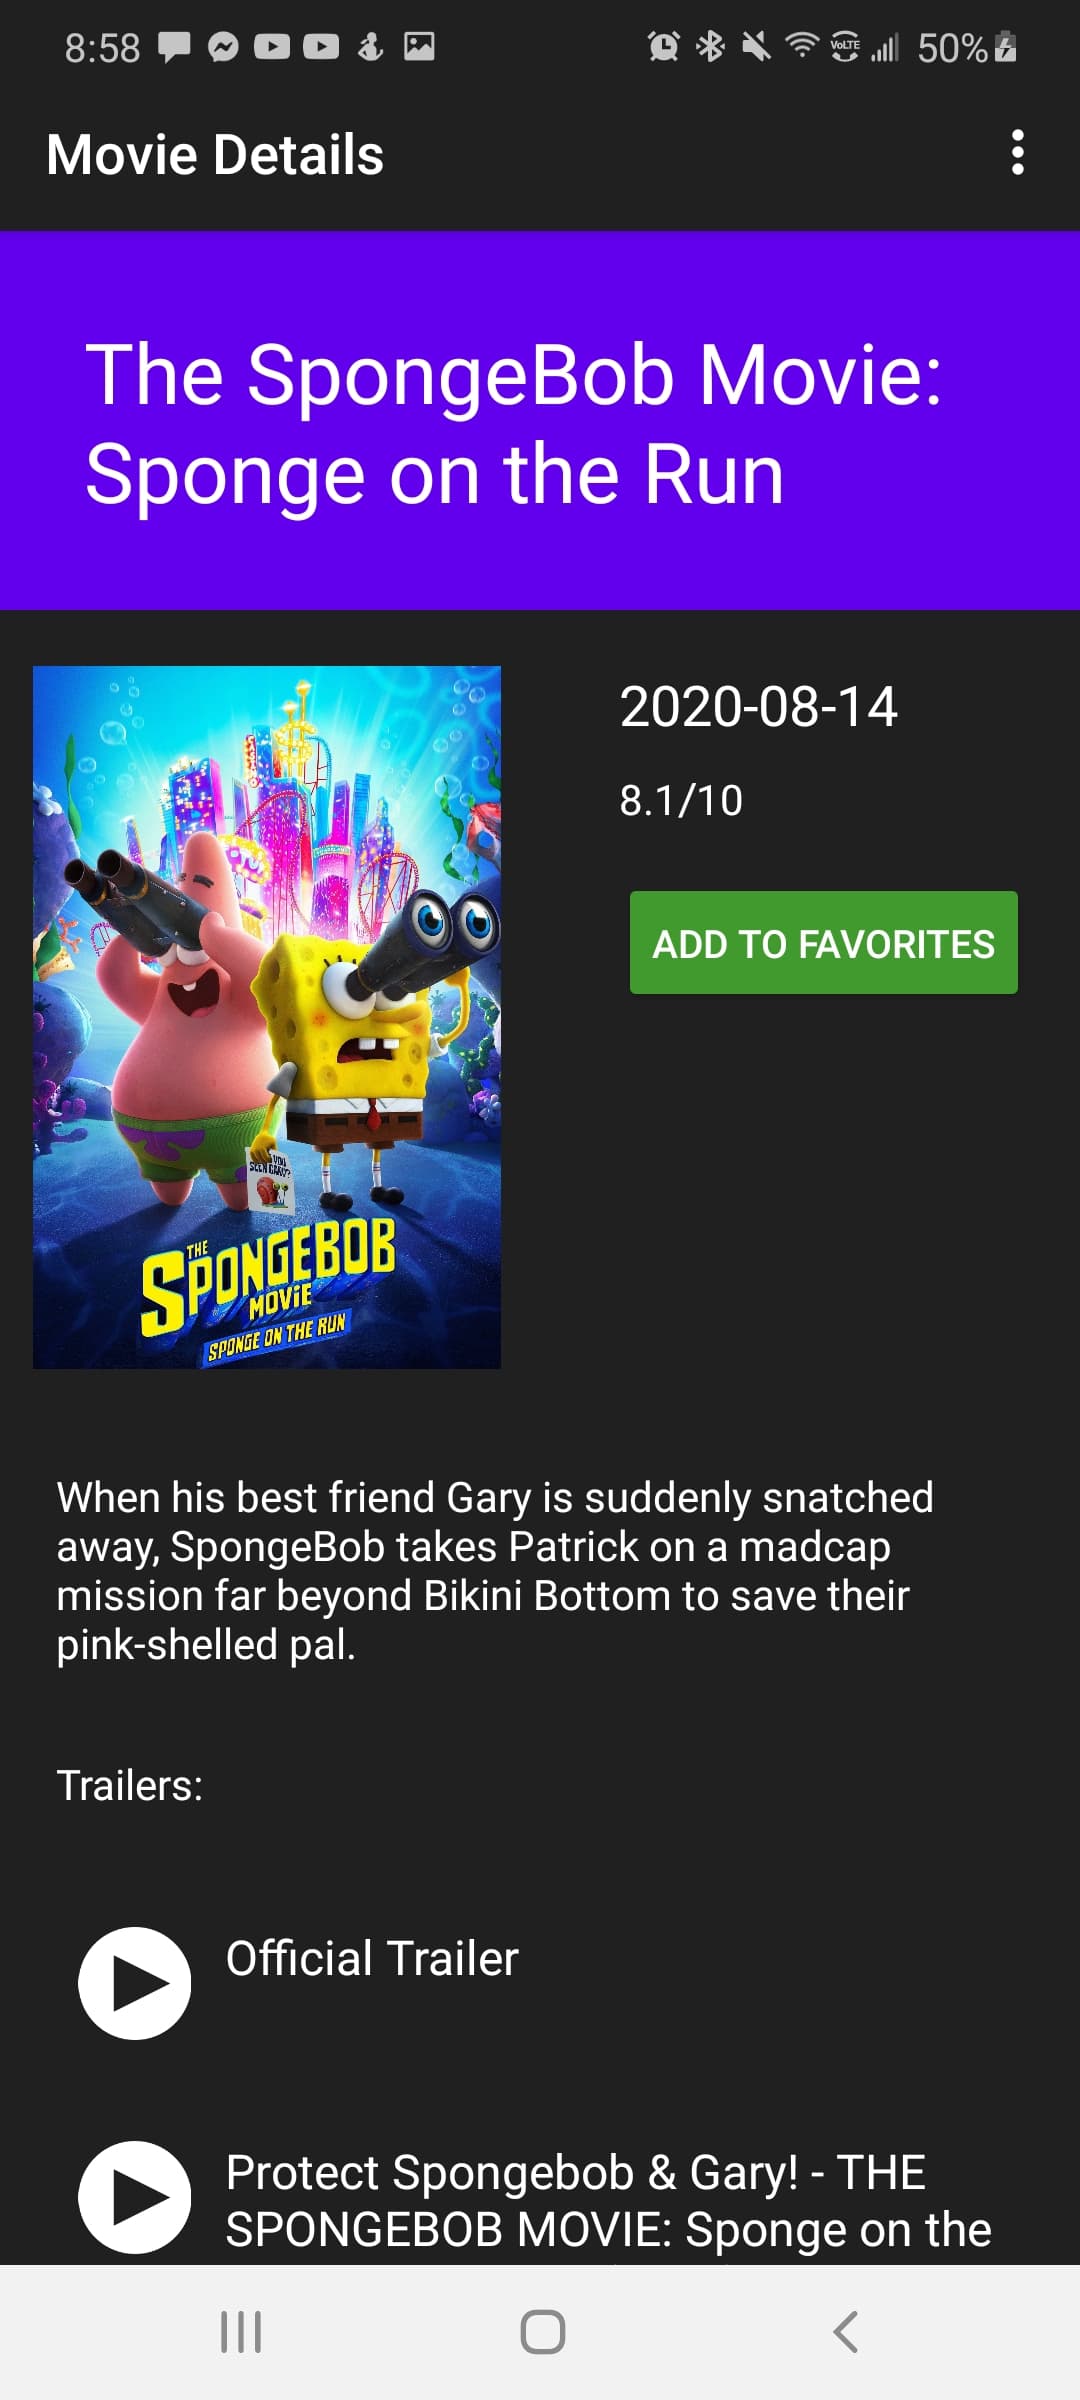 8:58
VoLTE
50%
Movie Details
The SpongeBob Movie:
Sponge on the Run
2020-08-14
8.1/10
ADD TO FAVORITES
YOU
SEEN GARY?
THE
SPONGEBOB
MOViE
SPONGE ON THE RUN
When his best friend Gary is suddenly snatched
away, SpongeBob takes Patrick on a madcap
mission far beyond Bikini Bottom to save their
pink-shelled pal.
Trailers:
Official Trailer
Protect Spongebob & Gary! - THE
SPONGEBOB MOVIE: Sponge on the